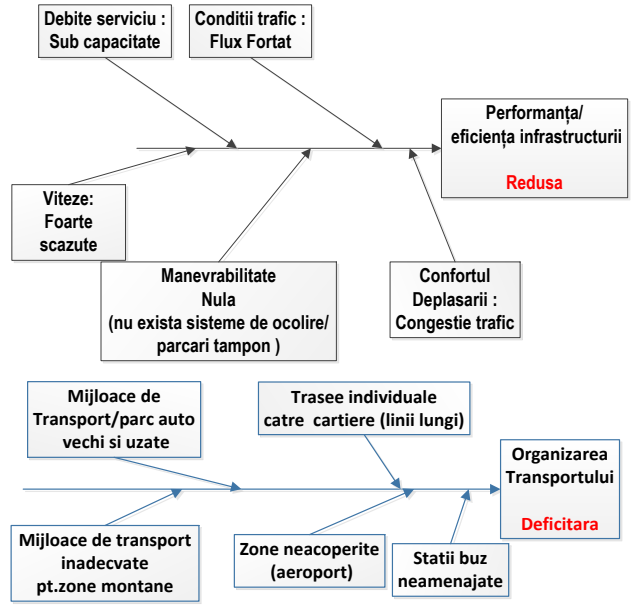 Debite serviciu :
Sub capacitate
Conditii trafic :
Flux Fortat
Performanța/
eficiența infrastructurii
Redusa
Viteze:
Foarte
scazute
Manevrabilitate
Nula
(nu exista sisteme de ocolire/
parcari tampon )
Confortul
Deplasarii :
Congestie trafic
Mijloace de
Transport/parc auto
vechi si uzate
Trasee individuale
catre cartiere (linii lungi)
Organizarea
Transportului
Deficitara
Mijloace de transport
inadecvate
pt.zone montane
Zone neacoperite
(aeroport)
Statii buz
neamenajate